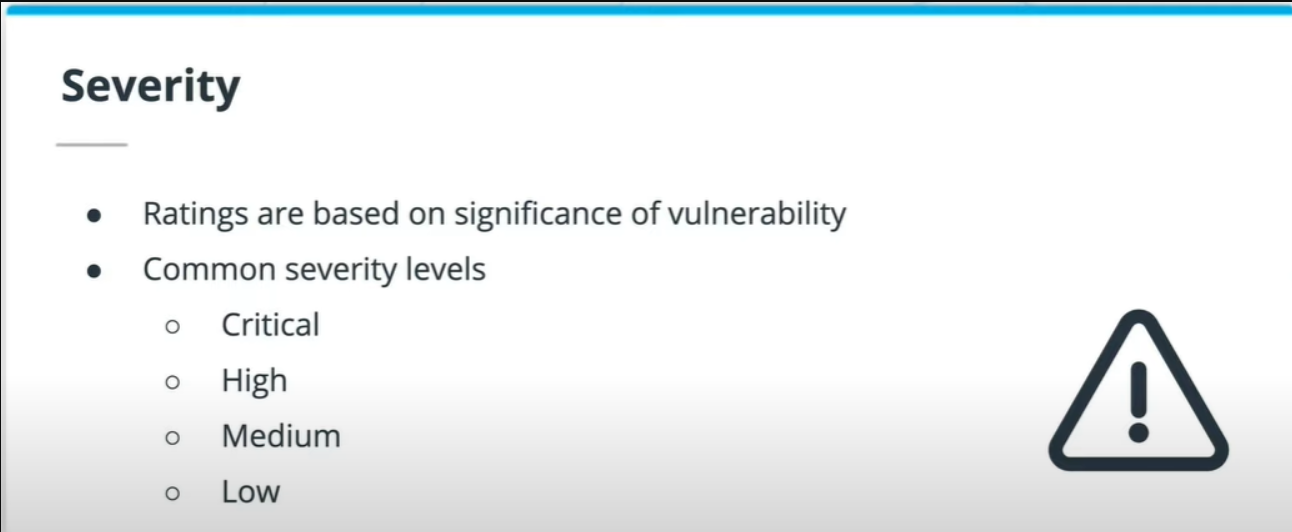 Severity
● Ratings are based on significance of vulnerability
● Common severity levels
○ Critical
○ High
○ Medium
○ Low